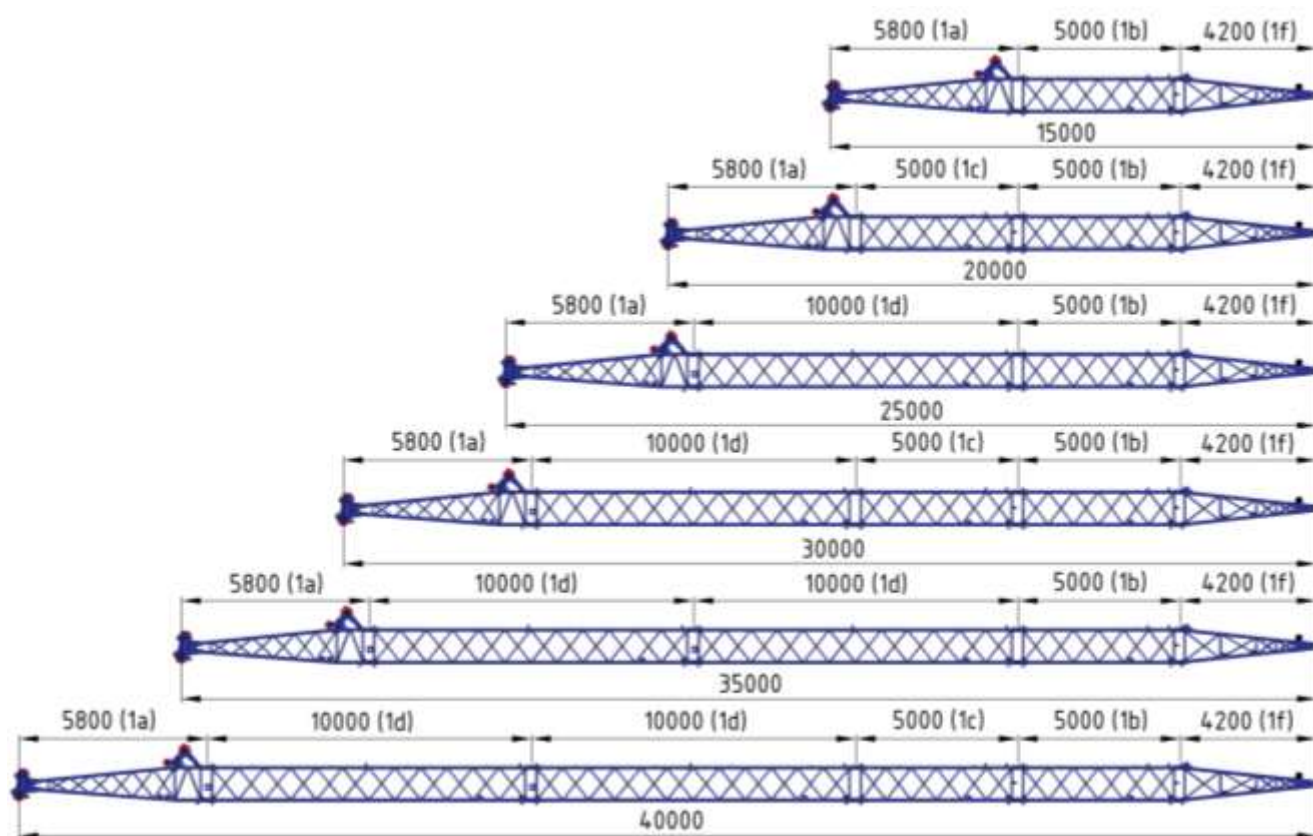 5800 (1a) 5000 (1b) 4200 (1f)
15000
5800 (1a) 5000 (1c) 5000 (1b) 4200 (1f)
20000
5800 (1a) 10000 (1d) 5000 (1b) 4200 (1f)
25000
5800 (1a) 10000 (1d) 5000 (1c) 5000 (1b) 4200 (1f)
30000
5800 (1a) 10000 (1d) 10000 (1d) 5000 (1b) 4200 (1f)
35000
5800 (1a) 10000 (1d) 10000 (1d) 5000 (1c) 5000 (1b) 4200 (1f)
40000